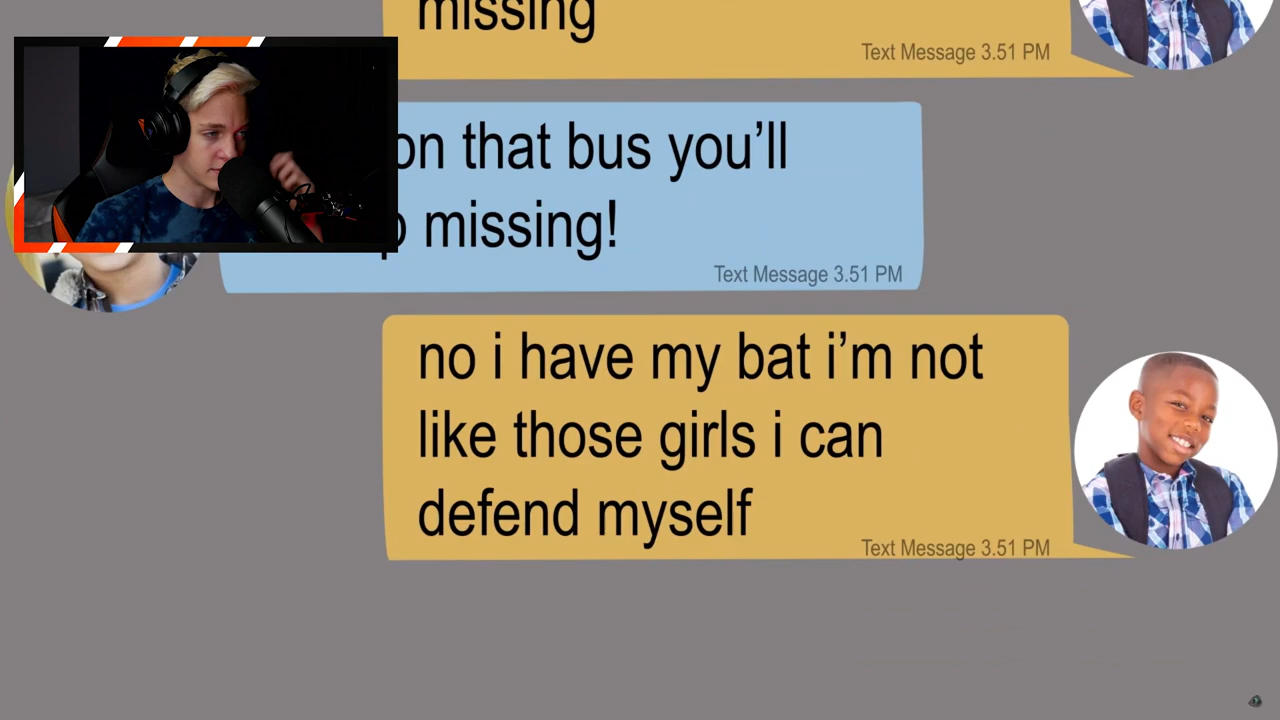 missing
Text Message 3.51 PM
on that bus you’ll
missing!
Text Message 3.51 PM
no i have my bat i’m not
like those girls i can
defend myself
Text Message 3.51 PM